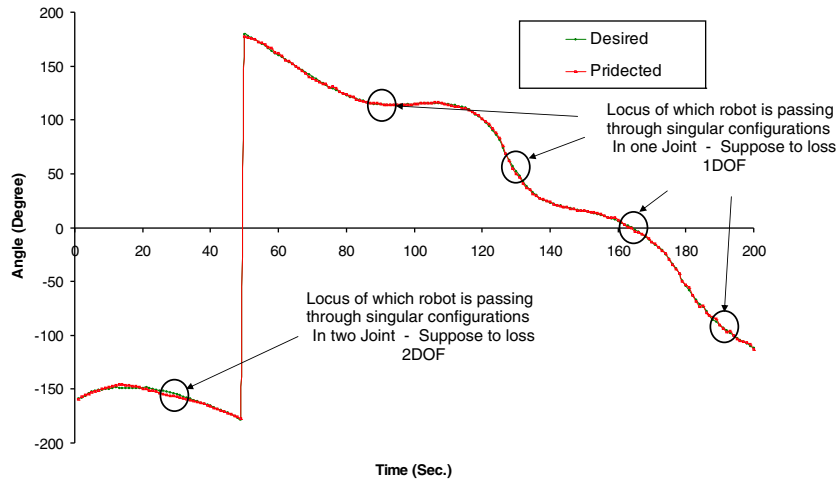 200
150
100
50
0
-50
-100
-150
-200
Angle (Degree)
0 20 40 60 80 100 120 140 160 180 200
Time (Sec.)
Desired
Pridected
Locus of which robot is passing
through singular configurations
In one Joint - Suppose to loss
1DOF
Locus of which robot is passing
through singular configurations
In two Joint - Suppose to loss
2DOF